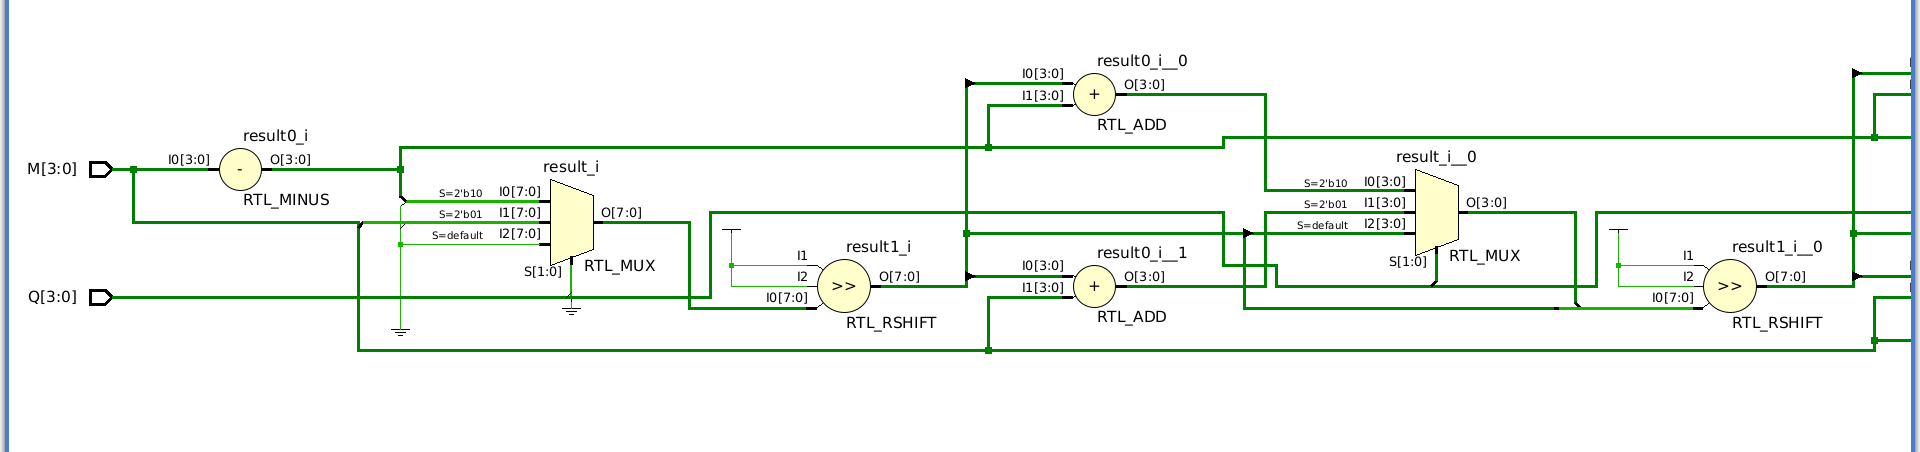 M[3:0]
I0[3:0]
result0_i
-
O[3:0]
RTL_MINUS
Q[3:0]
result_i
S=2'b10
I0[7:0]
S=2'b01
I1[7:0]
S=default
I2[7:0]
O[7:0]
S[1:0]
RTL_MUX
result1_i
I1
I2
I0[7:0]
>>
O[7:0]
RTL_RSHIFT
result0_i__0
I0[3:0]
I1[3:0]
+
O[3:0]
RTL_ADD
result0_i__1
I0[3:0]
I1[3:0]
+
O[3:0]
RTL_ADD
result_i__0
S=2'b10
I0[3:0]
S=2'b01
I1[3:0]
S=default
I2[3:0]
O[3:0]
S[1:0]
RTL_MUX
result1_i__0
I1
I2
I0[7:0]
>>
O[7:0]
RTL_RSHIFT